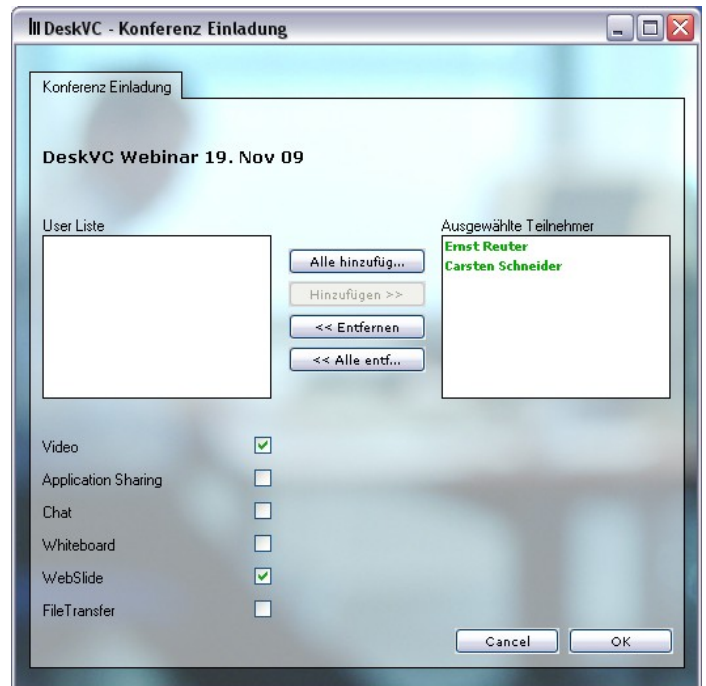 DeskVC - Konferenz Einladung
Konferenz Einladung
DeskVC Webinar 19. Nov 09
User Liste
Ausgewählte Teilnehmer
Ernst Reuter
Carsten Schneider
Alle hinzufüg...
Hinzufügen >>
<< Entfernen
<< Alle entf...
Video
Application Sharing
Chat
Whiteboard
WebSlide
FileTransfer
Cancel
OK